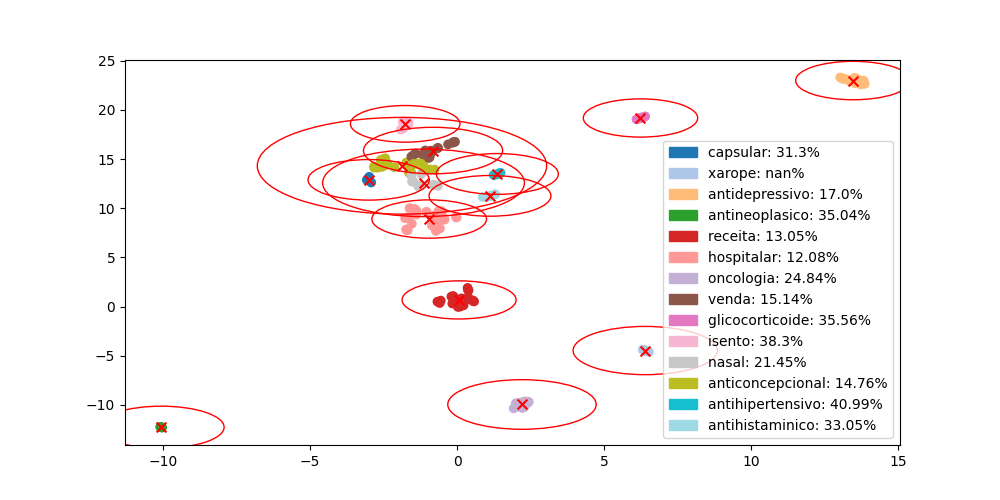 25
20
15
10
5
0
−5
−10
−10
−5
0
5
10
15
capsular: 31.3%
xarope: nan%
antidepressivo: 17.0%
antineoplasico: 35.04%
receita: 13.05%
hospitalar: 12.08%
oncologia: 24.84%
venda: 15.14%
glicocorticoide: 35.56%
isento: 38.3%
nasal: 21.45%
anticoncepcional: 14.76%
antihipertensivo: 40.99%
antihistaminico: 33.05%